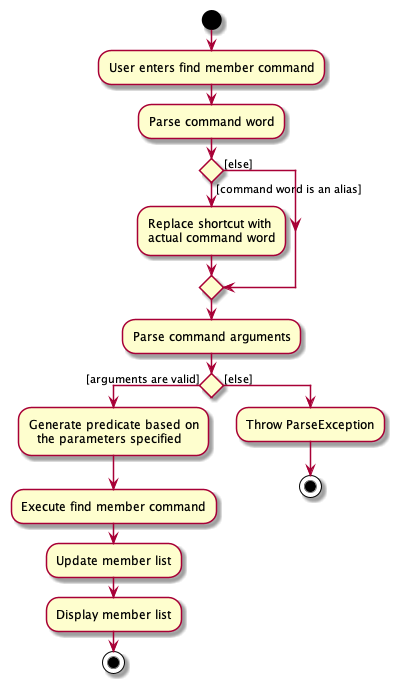 User enters find member command
Parse command word
[else]
[command word is an alias]
Replace shortcut with
actual command word
Parse command arguments
[arguments are valid]
[else]
Generate predicate based on
the parameters specified
Throw ParseException
Execute find member command
Update member list
Display member list